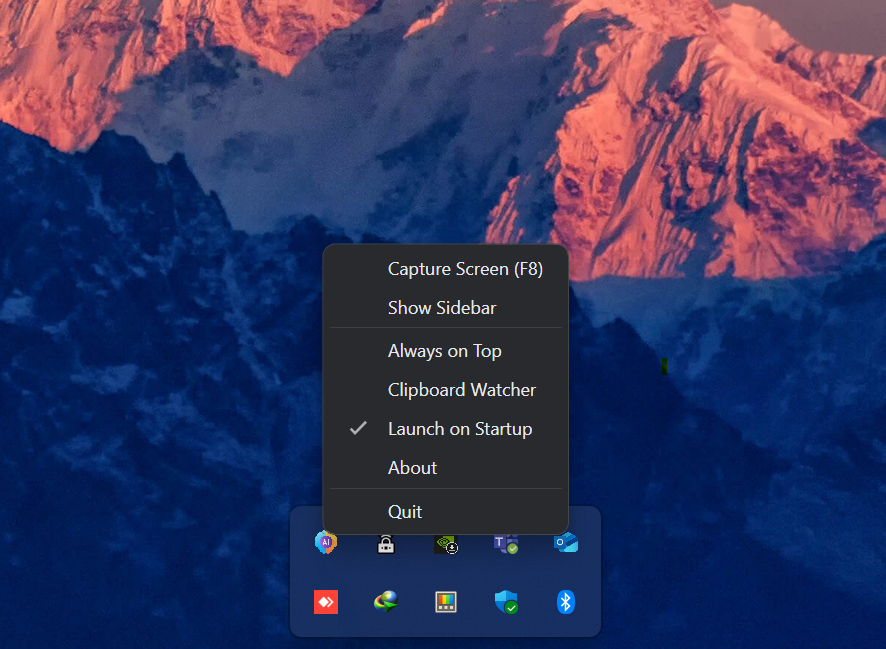 Capture Screen (F8)
Show Sidebar
Always on Top
Clipboard Watcher
Launch on Startup
About
Quit
AI
T
O